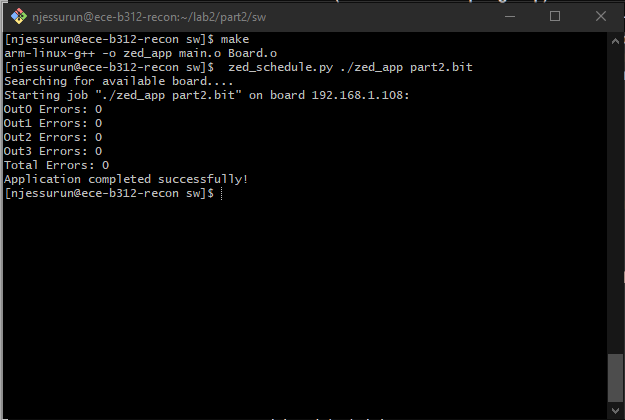 njessurun@ece-b312-recon:~/lab2/part2/sw
[njessurun@ece-b312-recon sw]$ make
arm-linux-g++ -o zed_app main.o Board.o
[njessurun@ece-b312-recon sw]$  zed_schedule.py ./zed_app part2.bit
Searching for available board....
Starting job "./zed_app part2.bit" on board 192.168.1.108:
Out0 Errors: 0
Out1 Errors: 0
Out2 Errors: 0
Out3 Errors: 0
Total Errors: 0
Application completed successfully!
[njessurun@ece-b312-recon sw]$